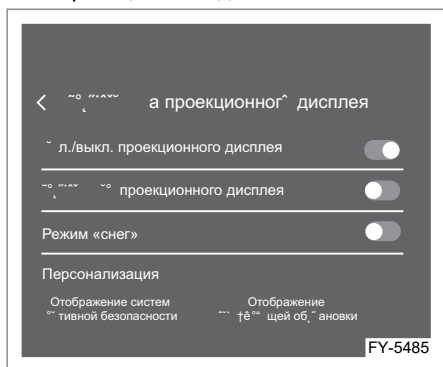 а проекционног дисплея
л./выкл. проекционного дисплея
проекционного дисплея
Режим «снег»
Персонализация
Отображение систем Отображение
тивной безопасности щей об ановки
FY-5485